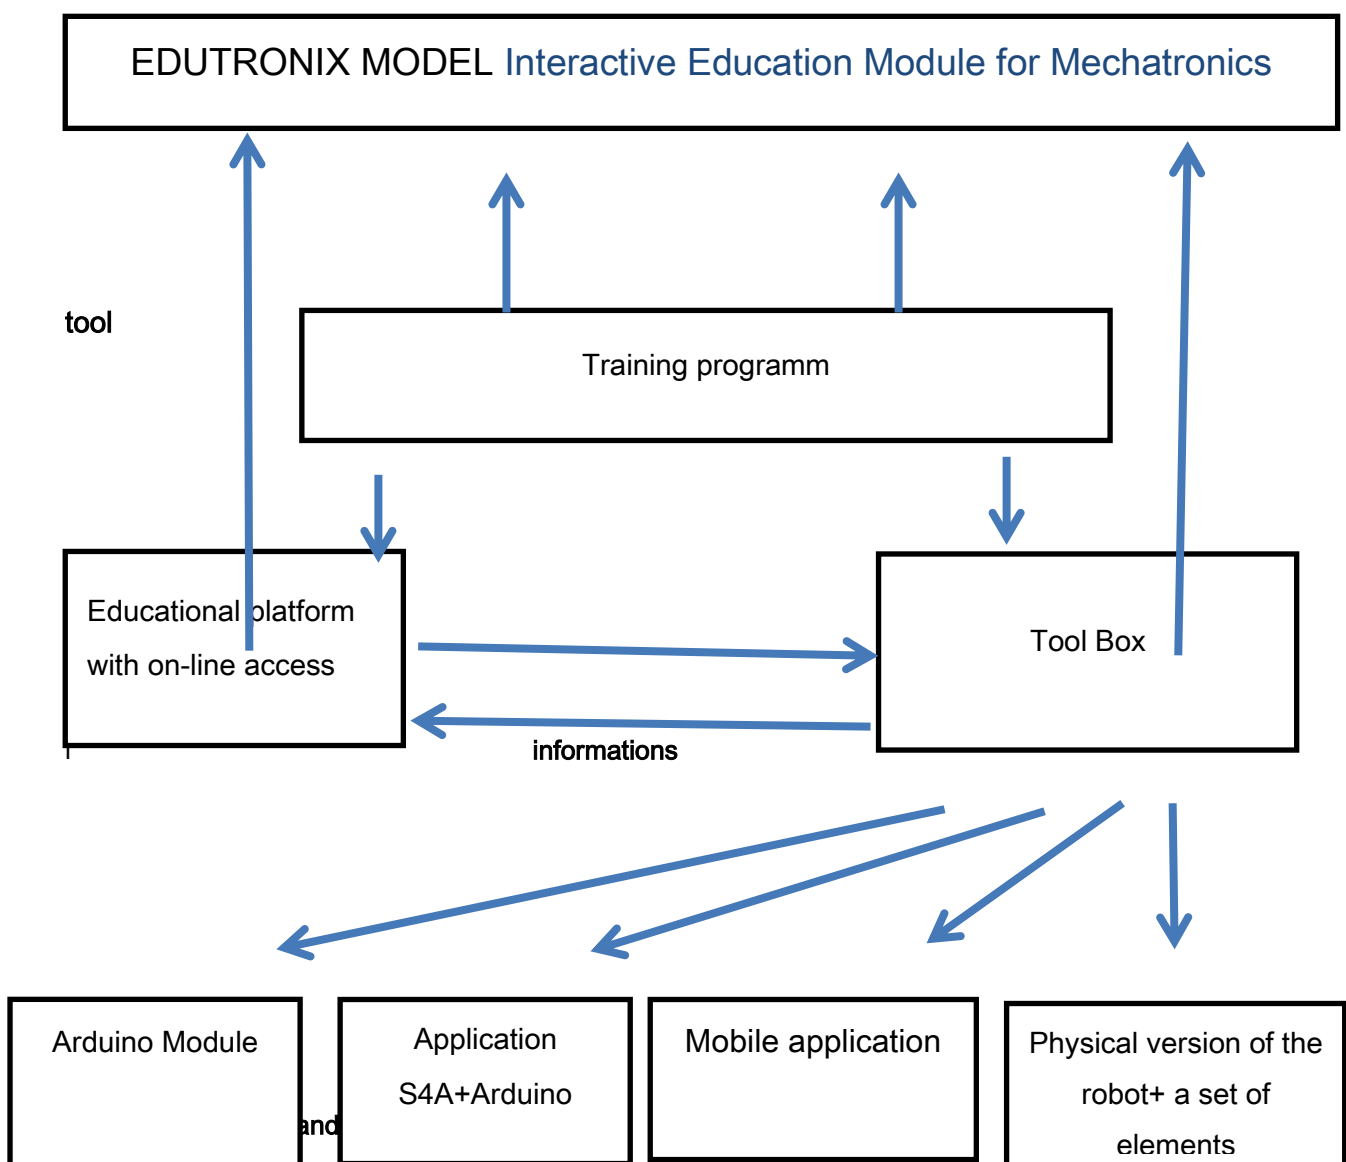 EDUTRONIX MODEL Interactive Education Module for Mechatronics
tool
Training programm
Educational platform
with on-line access
Tool Box
informations
Arduino Module
Application
S4A+Arduino
Mobile application
Physical version of the
robot+ a set of
elements
and